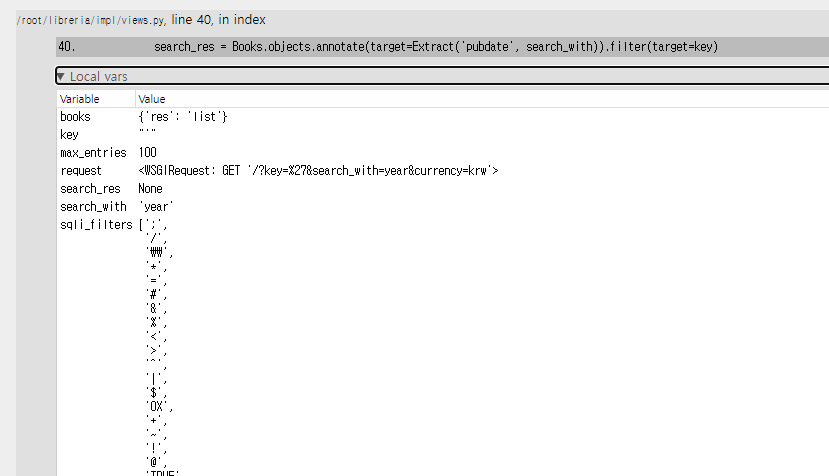 /root/libreria/impl/views.py, line 40, in index
40. search_res = Books.objects.annotate(target=Extract('pubdate', search_with)).filter(target=key)
▼ Local vars
Variable Value
books {'res': 'list'}
key "'"
max_entries 100
request <WSGIRequest: GET '/?key=%27&search_with=year&currency=krw'>
search_res None
search_with 'year'
sqli_filters [';',
'/',
'₩₩',
'*',
'=',
'#',
'&',
'%',
'<',
'>',
'^',
'|',
'$',
'0X',
'+',
'~',
'!',
'@',
'TRUE'